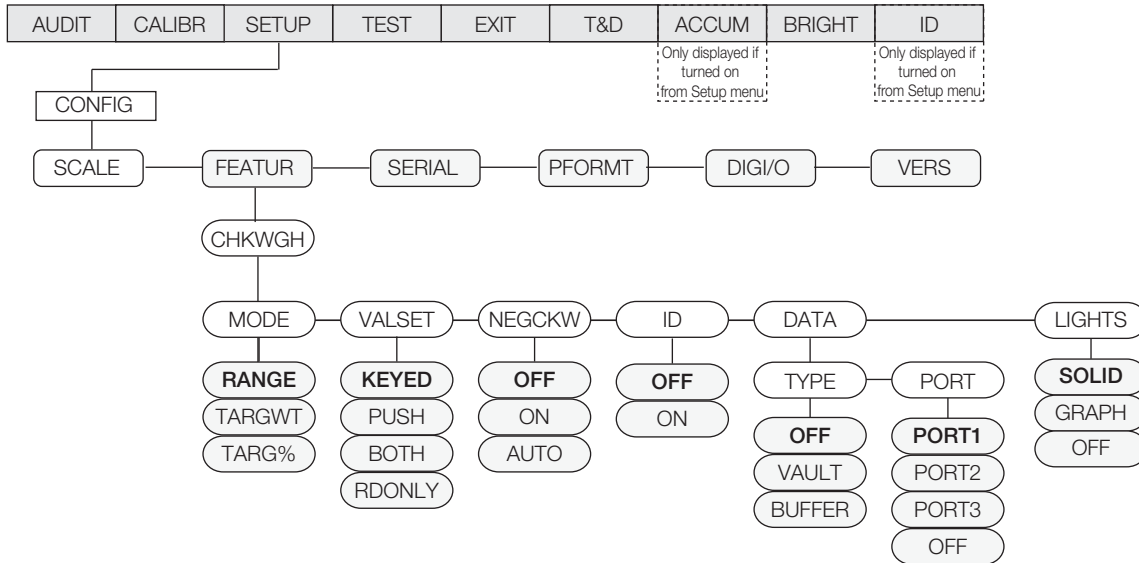 AUDIT CALIBR SETUP TEST EXIT T&D ACCUM BRIGHT ID
Only displayed if
turned on
from Setup menu
Only displayed if
turned on
from Setup menu
CONFIG
SCALE FEATUR SERIAL PFORMT DIGI/O VERS
CHKWGH
MODE VALSET NEGCKW ID DATA LIGHTS
RANGE
TARGWT
TARG%
KEYED
PUSH
BOTH
RDONLY
OFF
ON
AUTO
OFF
ON
TYPE PORT
OFF
VAULT
BUFFER
PORT1
PORT2
PORT3
OFF
SOLID
GRAPH
OFF